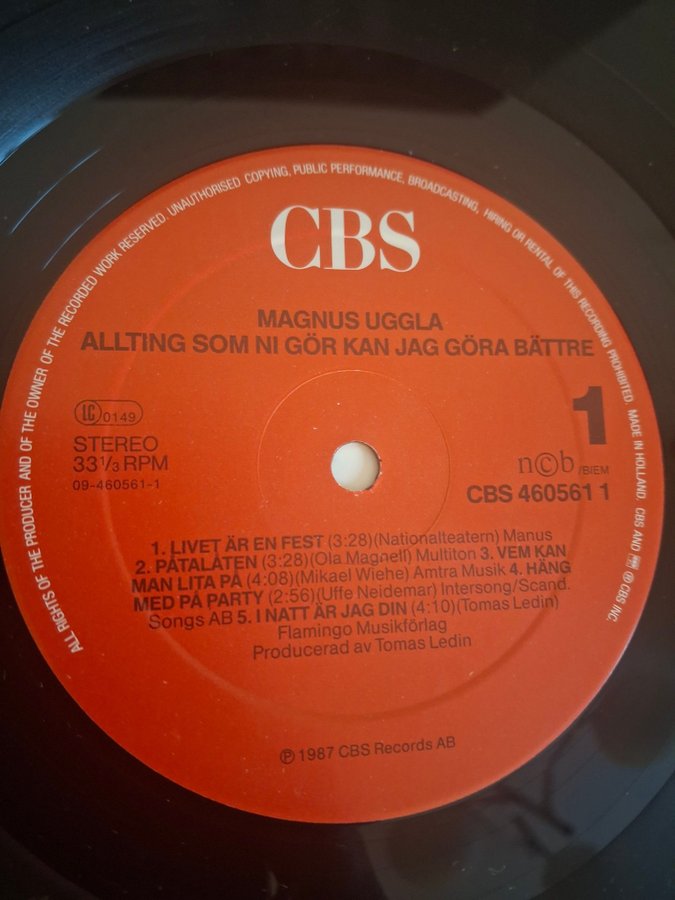 ALL RIGHTS OF THE PRODUCER AND OF THE OWNER OF THE RECORDED WORK RESERVED. UNAUTHORISED COPYING, PUBLIC PERFORMANCE, BROADCASTING, HIRING OR RENTAL OF THIS RECORDING PROHIBITED. MADE IN HOLLAND. CBS AND ℗ CBS INC.
CBS
MAGNUS UGGLA
ALLTING SOM NI GÖR KAN JAG GÖRA BÄTTRE
LC 0149
1
STEREO
33 1/3 RPM
09-460561-1
n©b /BIEM
CBS 460561 1
1. LIVET ÄR EN FEST (3:28)(Nationalteatern) Manus
2. PÅTALÅTEN (3:28)(Ola Magnell) Multiton 3. VEM KAN
MAN LITA PÅ (4:08)(Mikael Wiehe) Amtra Musik 4. HÄNG
MED PÅ PARTY (2:56)(Uffe Neidemar) Intersong/Scand.
Songs AB 5. I NATT ÄR JAG DIN (4:10)(Tomas Ledin)
Flamingo Musikförlag
Producerad av Tomas Ledin
℗ 1987 CBS Records AB